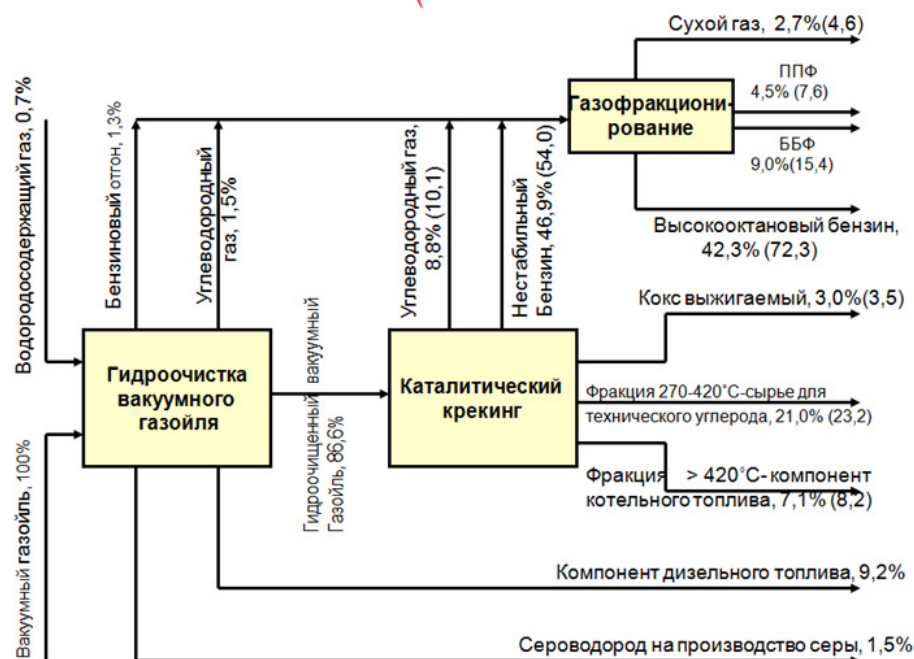 Сухой газ, 2,7%(4,6)
Газофракциони-
рование
ППФ
4,5% (7,6)
ББФ
9,0%(15,4)
Высокооктановый бензин,
42,3% (72,3)
Водородосодержащий газ, 0,7%
Бензиновый отгон, 1,3%
Углеводородный
газ, 1,5%
Углеводородный газ,
8,8% (10,1)
Нестабильный
Бензин, 46,9% (54,0)
Кокс выжигаемый, 3,0%(3,5)
Гидроочистка
вакуумного
газойля
Гидроочищенный вакуумный
Газойль, 86,6%
Каталитический
крекинг
Фракция 270-420°С-сырье для
технического углерода, 21,0% (23,2)
Фракция > 420°С- компонент
котельного топлива, 7,1% (8,2)
Вакуумный газойль, 100%
Компонент дизельного топлива, 9,2%
Сероводород на производство серы, 1,5%